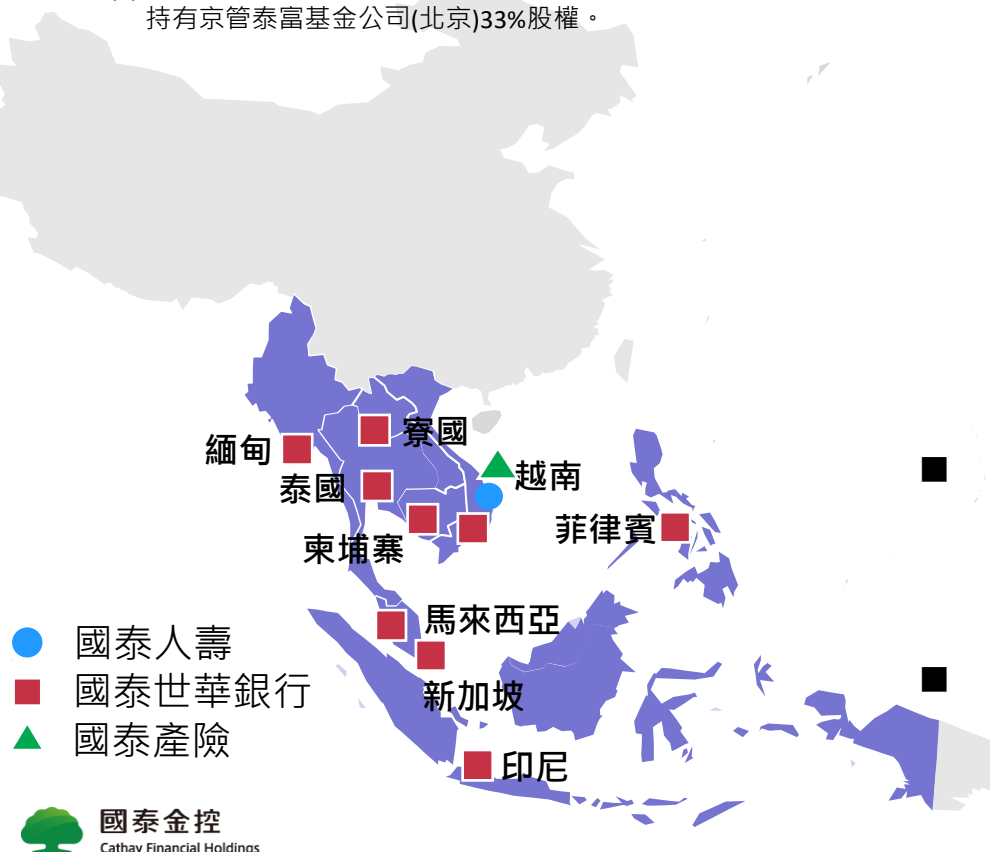 持有京管泰富基金公司(北京)33%股權。
寮國
緬甸
越南
泰國
菲律賓
柬埔寨
馬來西亞
國泰人壽
國泰世華銀行
新加坡
國泰產險
印尼
國泰金控
Cathay Financial Holdings